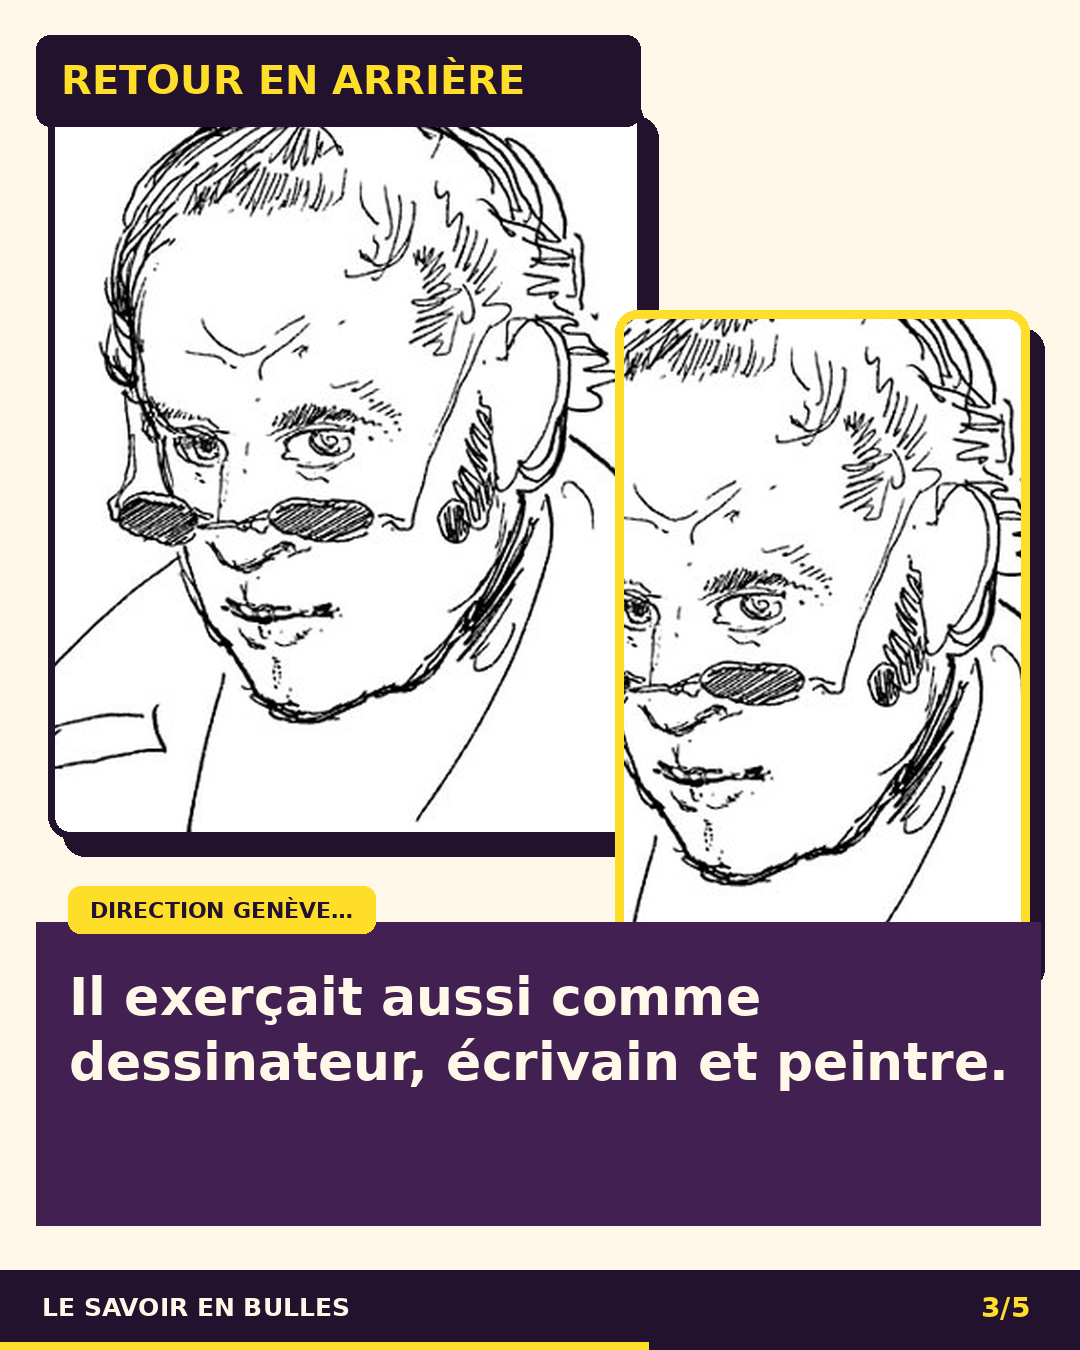 RETOUR EN ARRIÈRE
DIRECTION GENÈVE...
Il exerçait aussi comme
dessinateur, écrivain et peintre.
LE SAVOIR EN BULLES
3/5